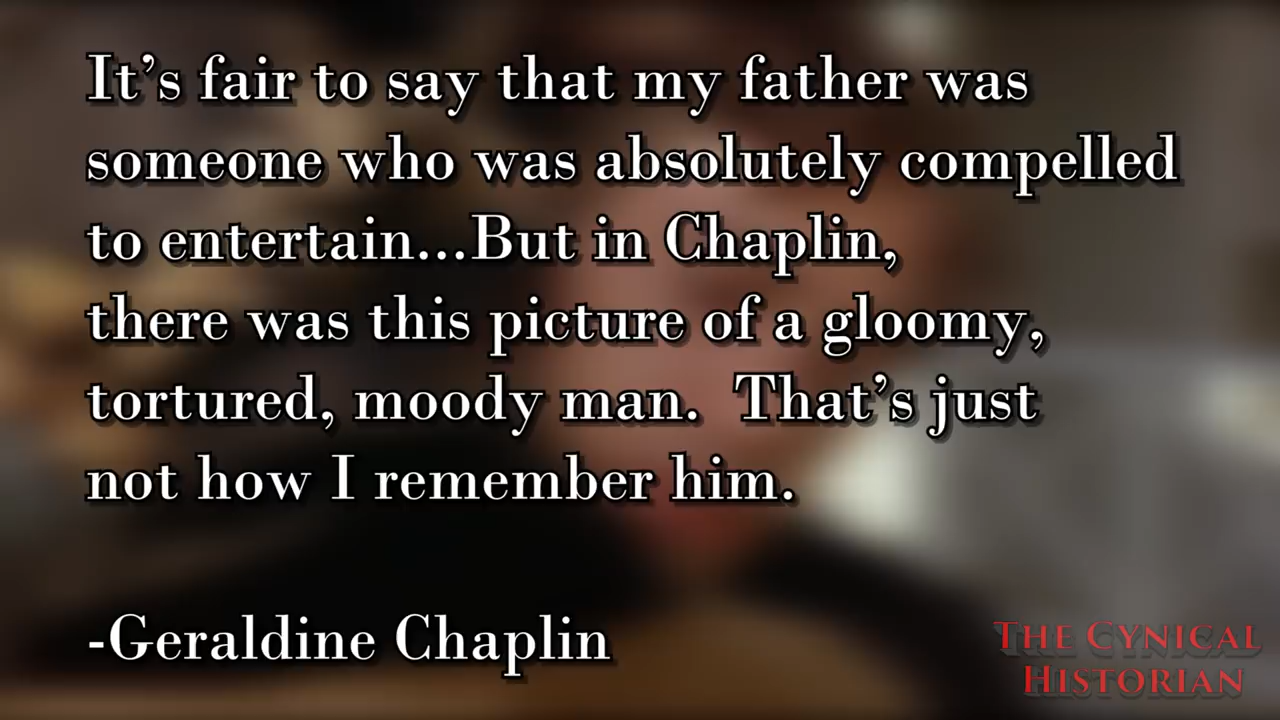 It's fair to say that my father was
someone who was absolutely compelled
to entertain...But in Chaplin,
there was this picture of a gloomy,
tortured, moody man.  That's just
not how I remember him.
-Geraldine Chaplin
THE CYNICAL
HISTORIAN